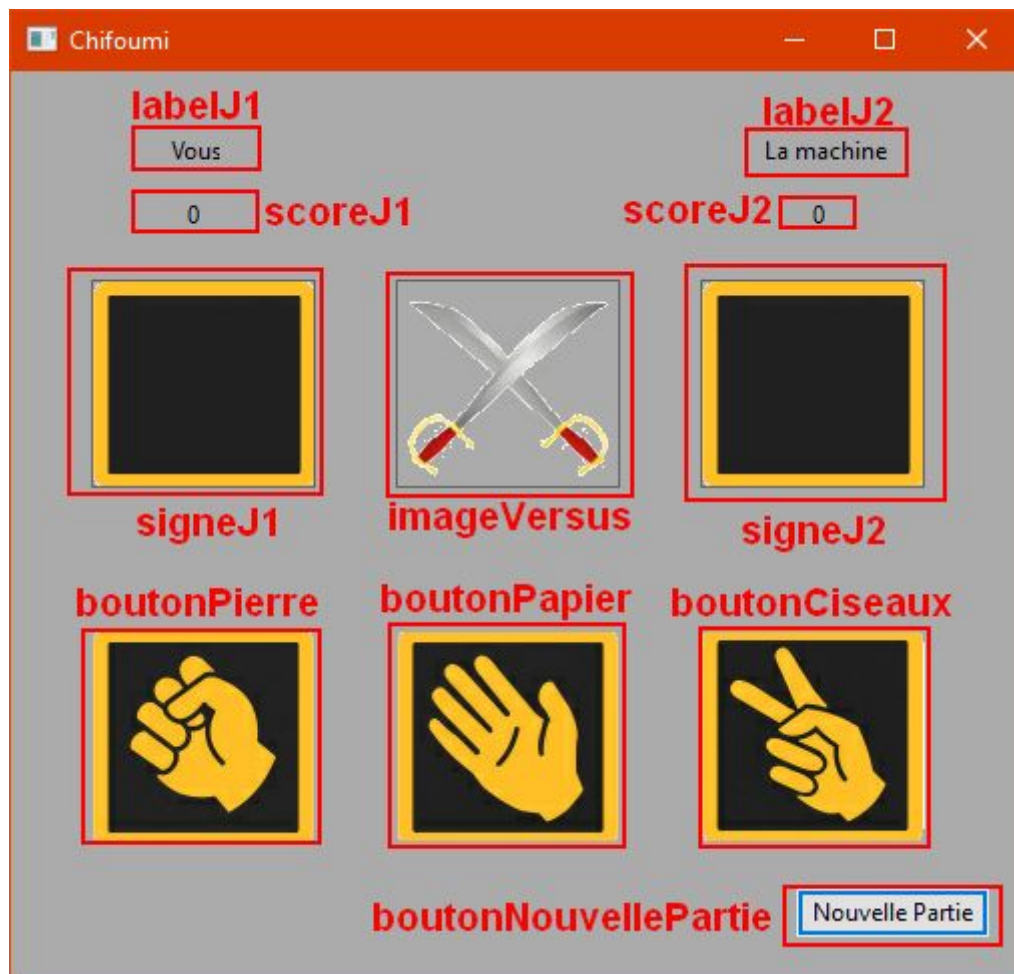 Chifoumi
labelJ1
labelJ2
Vous
La machine
0
scoreJ1
scoreJ2
0
signeJ1
imageVersus
signeJ2
boutonPierre
boutonPapier
boutonCiseaux
boutonNouvellePartie
Nouvelle Partie